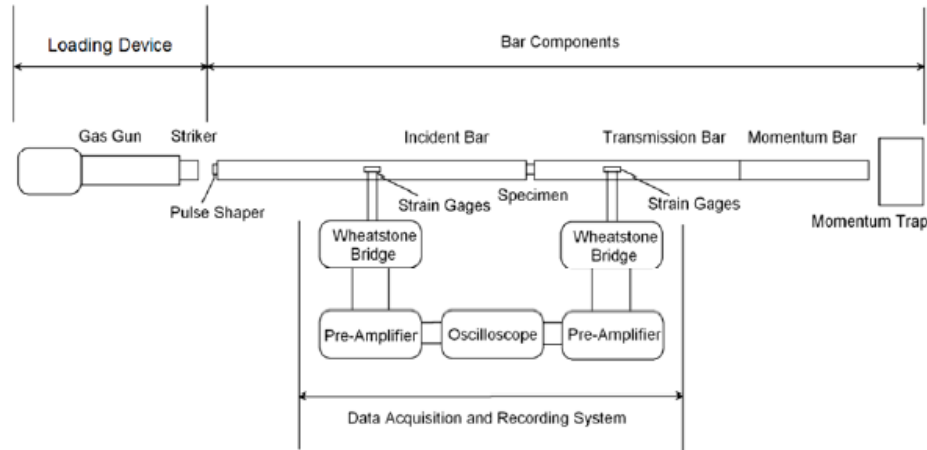 Loading Device
Bar Components
Gas Gun
Striker
Incident Bar
Transmission Bar
Momentum Bar
Pulse Shaper
Strain Gages
Specimen
Strain Gages
Momentum Trap
Wheatstone
Bridge
Wheatstone
Bridge
Pre-Amplifier
Oscilloscope
Pre-Amplifier
Data Acquisition and Recording System